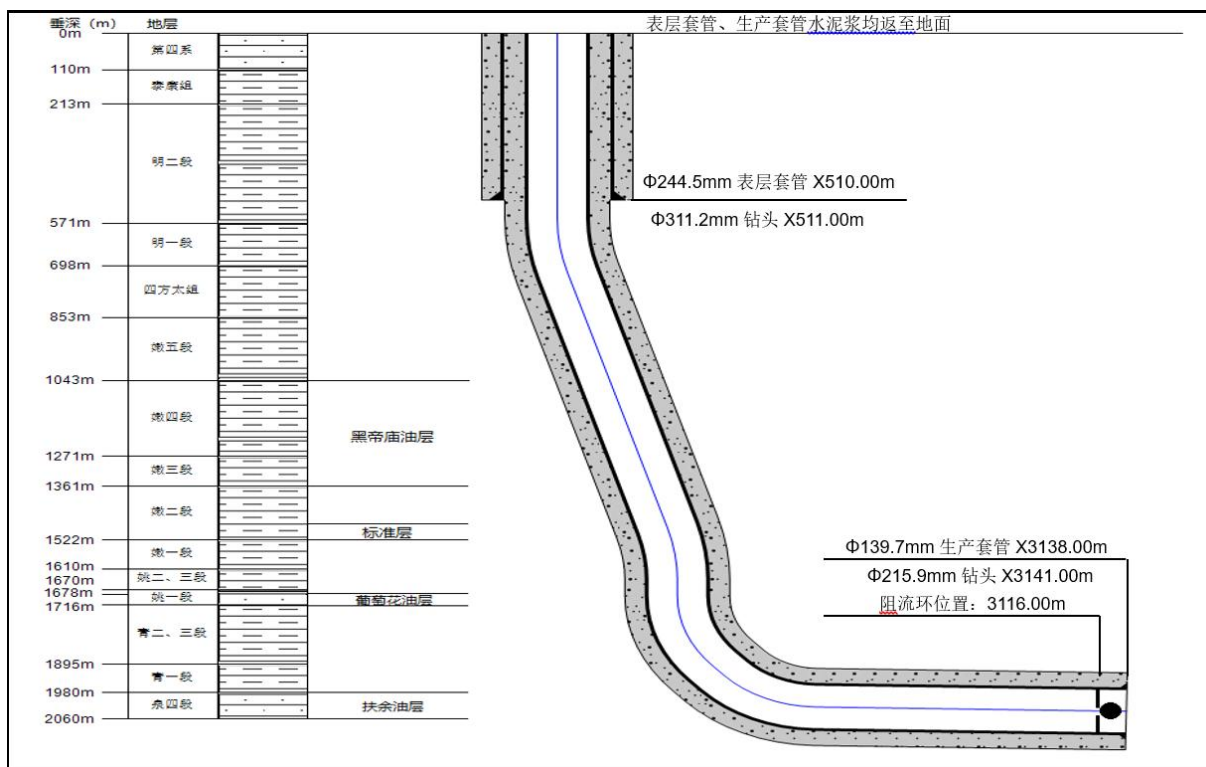 垂深（m） 地层
表层套管、生产套管水泥浆均返至地面
0m
第四系
110m
泰康组
213m
明二段
Φ244.5mm 表层套管 X510.00m
Φ311.2mm 钻头 X511.00m
571m
明一段
698m
四方太组
853m
嫩五段
1043m
嫩四段
黑帝庙油层
1271m
嫩三段
1361m
嫩二段
标准层
1522m
嫩一段
Φ139.7mm 生产套管 X3138.00m
1610m
姚二、三段
Φ215.9mm 钻头 X3141.00m
1670m
1678m
姚一段
葡萄花油层
阻流环位置：3116.00m
1716m
青二、三段
1895m
青一段
1980m
泉四段
扶余油层
2060m